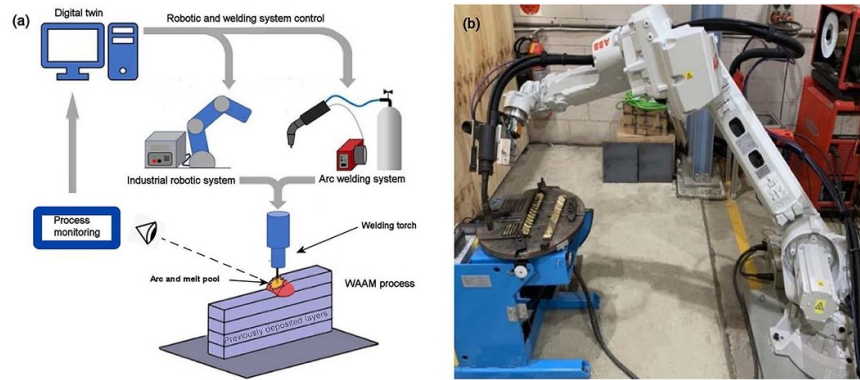 (a)
Digital twin
Robotic and welding system control
Industrial robotic system
Arc welding system
Process
monitoring
Welding torch
Arc and melt pool
WAAM process
Previously deposited layers
(b)
ABB